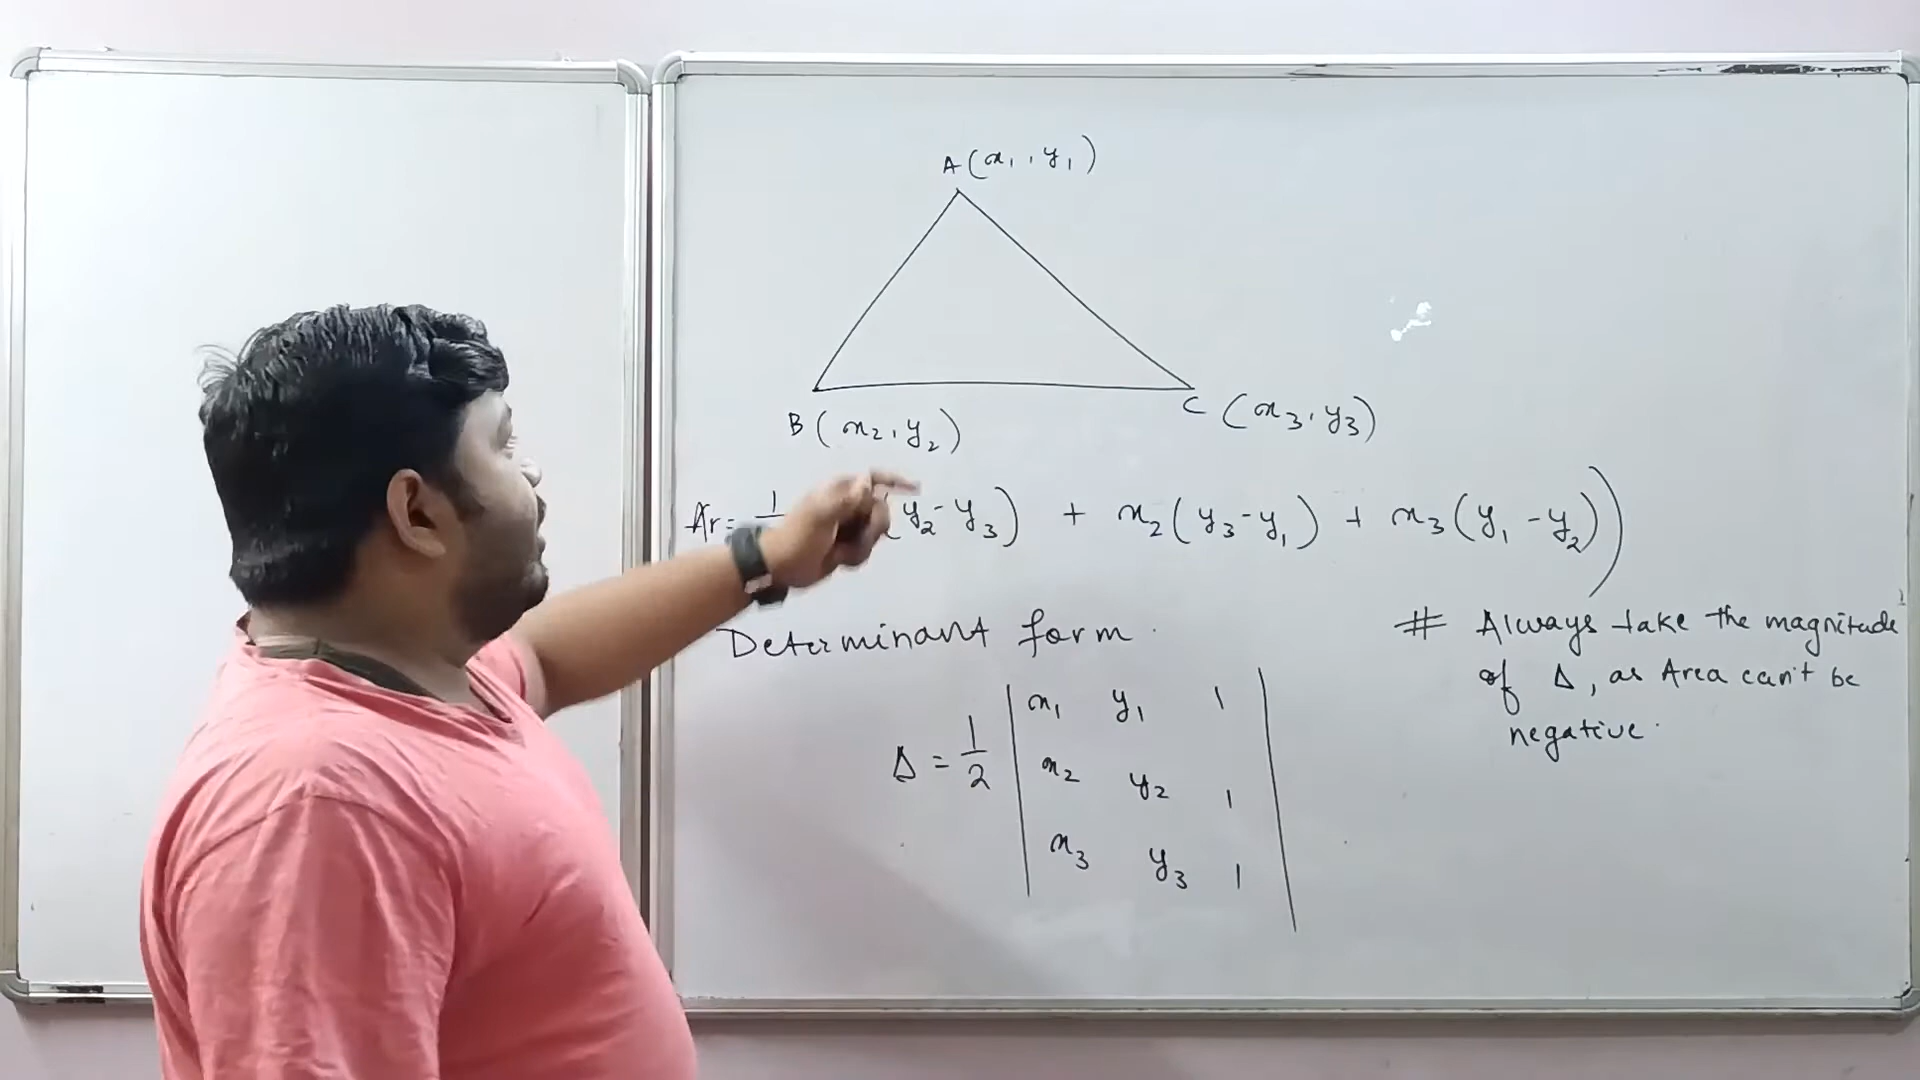 A (x₁, y₁)
B (x₂, y₂)
C (x₃, y₃)
Ar = 1 (y₂ - y₃) + x₂ (y₃ - y₁) + x₃ (y₁ - y₂) )
Determinant form
# Always take the magnitude
of Δ, as Area can't be
negative.
Δ = 1/2 | x₁ y₁ 1 |
x₂ y₂ 1
x₃ y₃ 1